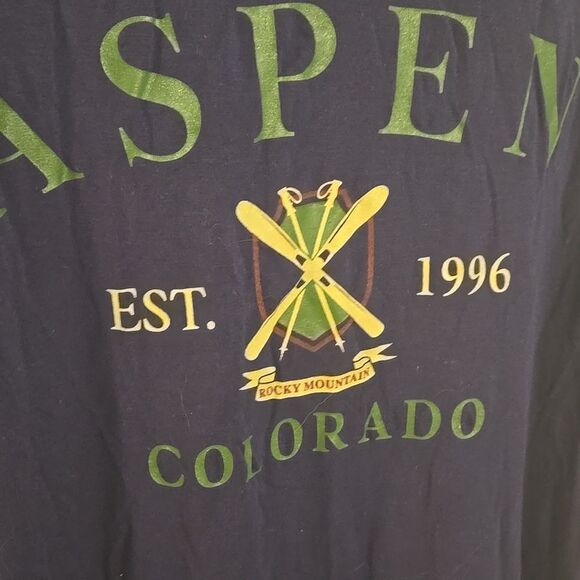 ASPEN
EST. 1996
ROCKY MOUNTAIN
COLORADO